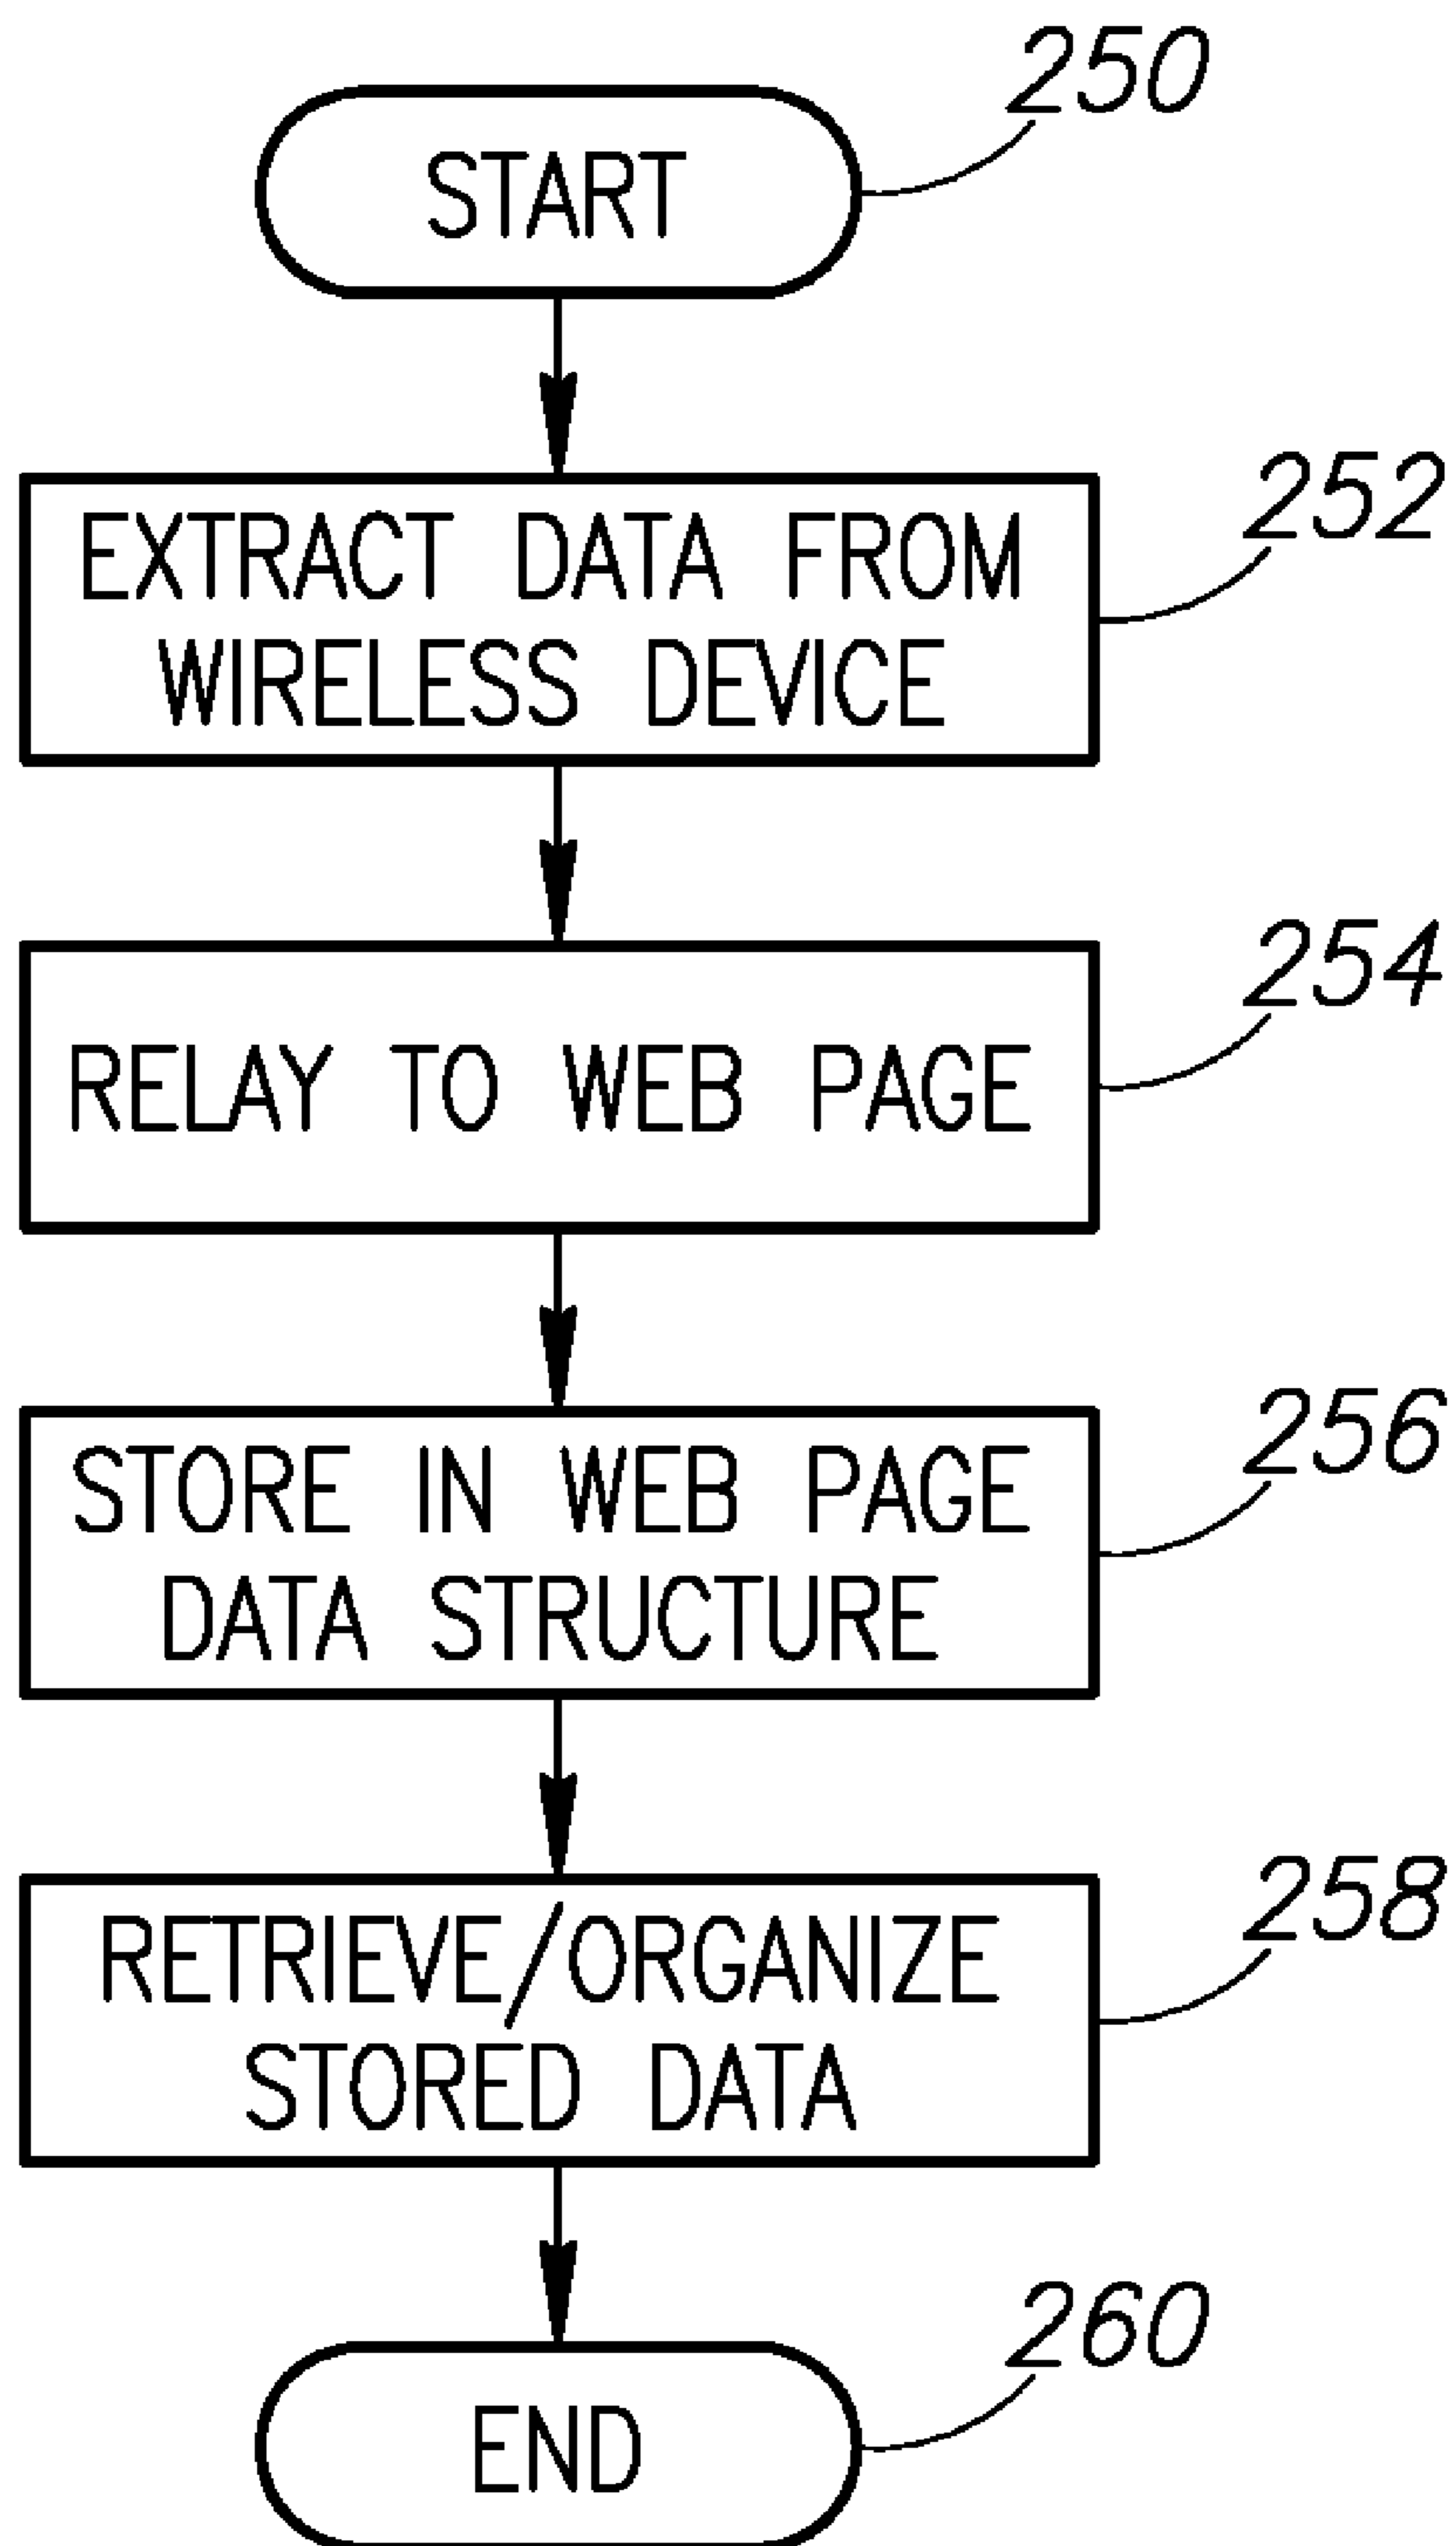 250
START
252
EXTRACT DATA FROM
WIRELESS DEVICE
254
RELAY TO WEB PAGE
256
STORE IN WEB PAGE
DATA STRUCTURE
258
RETRIEVE/ORGANIZE
STORED DATA
260
END